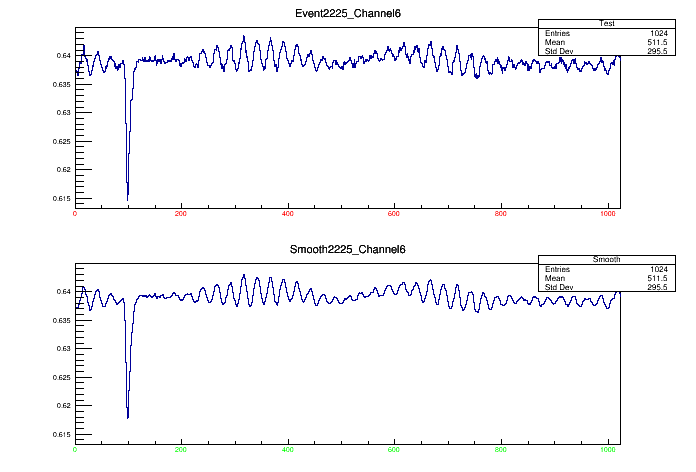 Event2225_Channel6
Test
Entries 1024
Mean 511.5
Std Dev 295.5
0.64
0.635
0.63
0.625
0.62
0.615
0 200 400 600 800 1000
Smooth2225_Channel6
Smooth
Entries 1024
Mean 511.5
Std Dev 295.5
0.64
0.635
0.63
0.625
0.62
0.615
0 200 400 600 800 1000